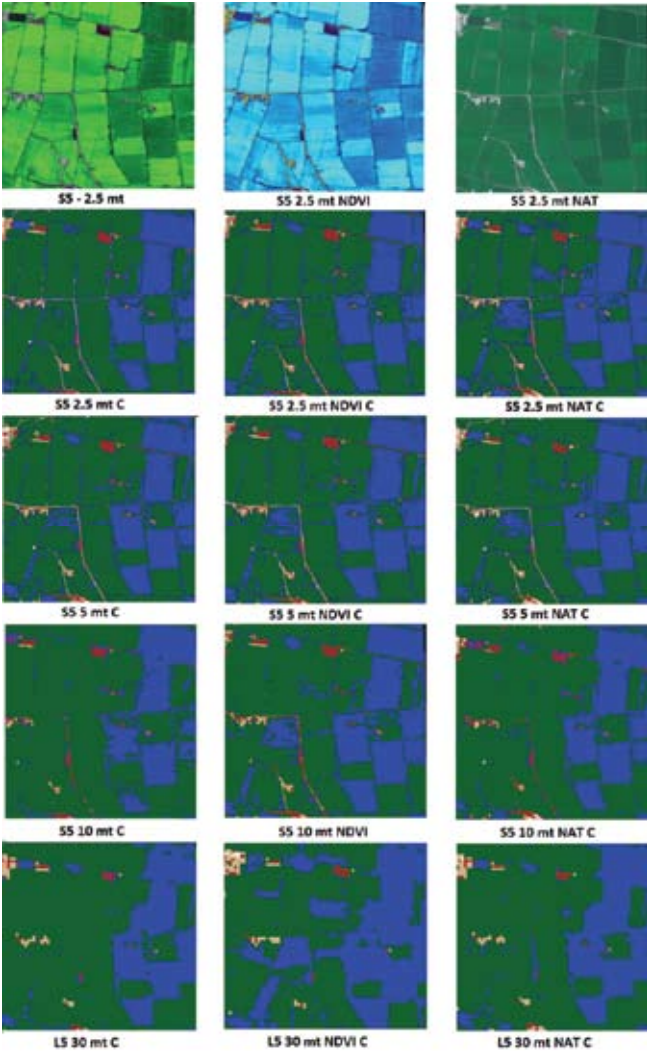 S5 - 2.5 mt
S5 2.5 mt NDVI
S5 2.5 mt NAT
S5 2.5 mt C
S5 2.5 mt NDVI C
S5 2.5 mt NAT C
S5 5 mt C
S5 5 mt NDVI C
S5 5 mt NAT C
S5 10 mt C
S5 10 mt NDVI
S5 10 mt NAT C
L5 30 mt C
L5 30 mt NDVI C
L5 30 mt NAT C